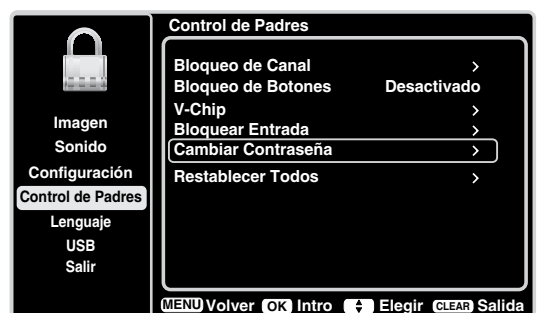 Imagen
Sonido
Configuración
Control de Padres
Lenguaje
USB
Salir
Control de Padres
Bloqueo de Canal >
Bloqueo de Botones Desactivado
V-Chip >
Bloquear Entrada >
Cambiar Contraseña >
Restablecer Todos >
MENU Volver OK Intro Elegir CLEAR Salida